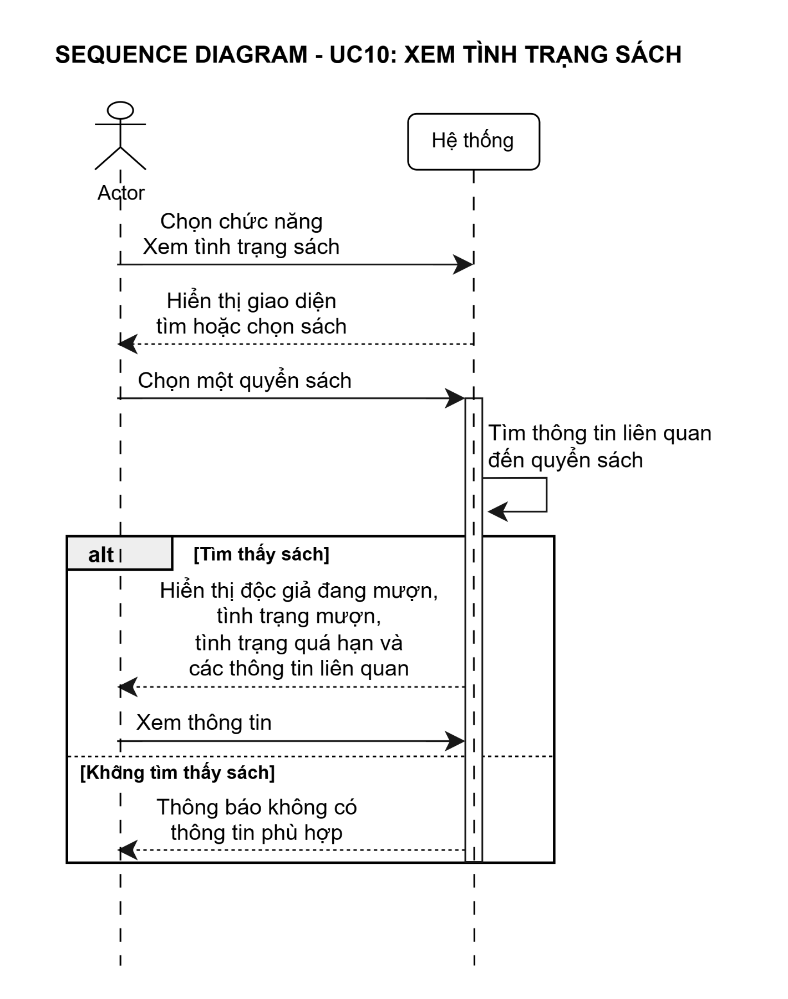 SEQUENCE DIAGRAM - UC10: XEM TÌNH TRẠNG SÁCH
Hệ thống
Actor
Chọn chức năng
Xem tình trạng sách
Hiển thị giao diện
tìm hoặc chọn sách
Chọn một quyển sách
Tìm thông tin liên quan
đến quyển sách
alt
[Tìm thấy sách]
Hiển thị độc giả đang mượn,
tình trạng mượn,
tình trạng quá hạn và
các thông tin liên quan
Xem thông tin
[Không tìm thấy sách]
Thông báo không có
thông tin phù hợp